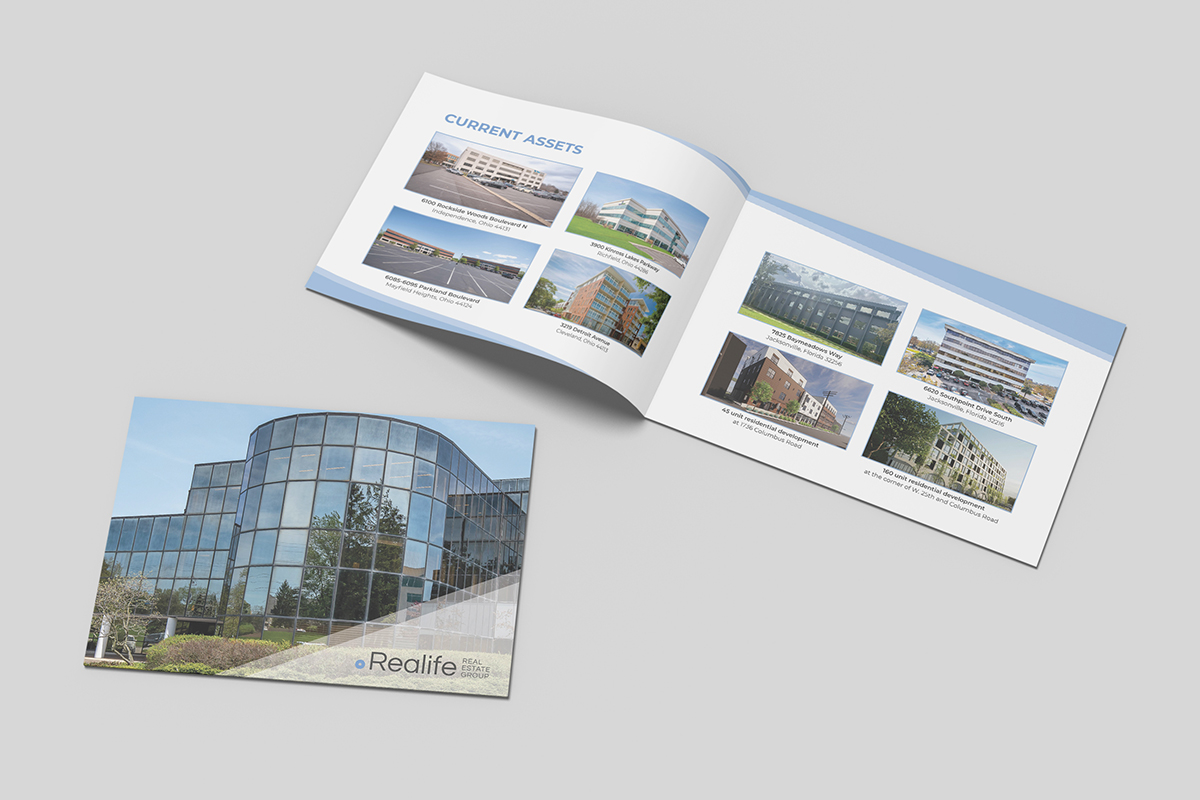 CURRENT ASSETS
6100 Rockside Woods Boulevard N
Independence, Ohio 44131
3900 Kinross Lakes Parkway
Richfield, Ohio 44286
6085-6095 Parkland Boulevard
Mayfield Heights, Ohio 44124
3219 Detroit Avenue
Cleveland, Ohio 44113
7825 Baymeadows Way
Jacksonville, Florida 32256
6620 Southpoint Drive South
Jacksonville, Florida 32216
45 unit residential development
at 1736 Columbus Road
160 unit residential development
at the corner of W. 25th and Columbus Road
Realife
REAL
ESTATE
GROUP